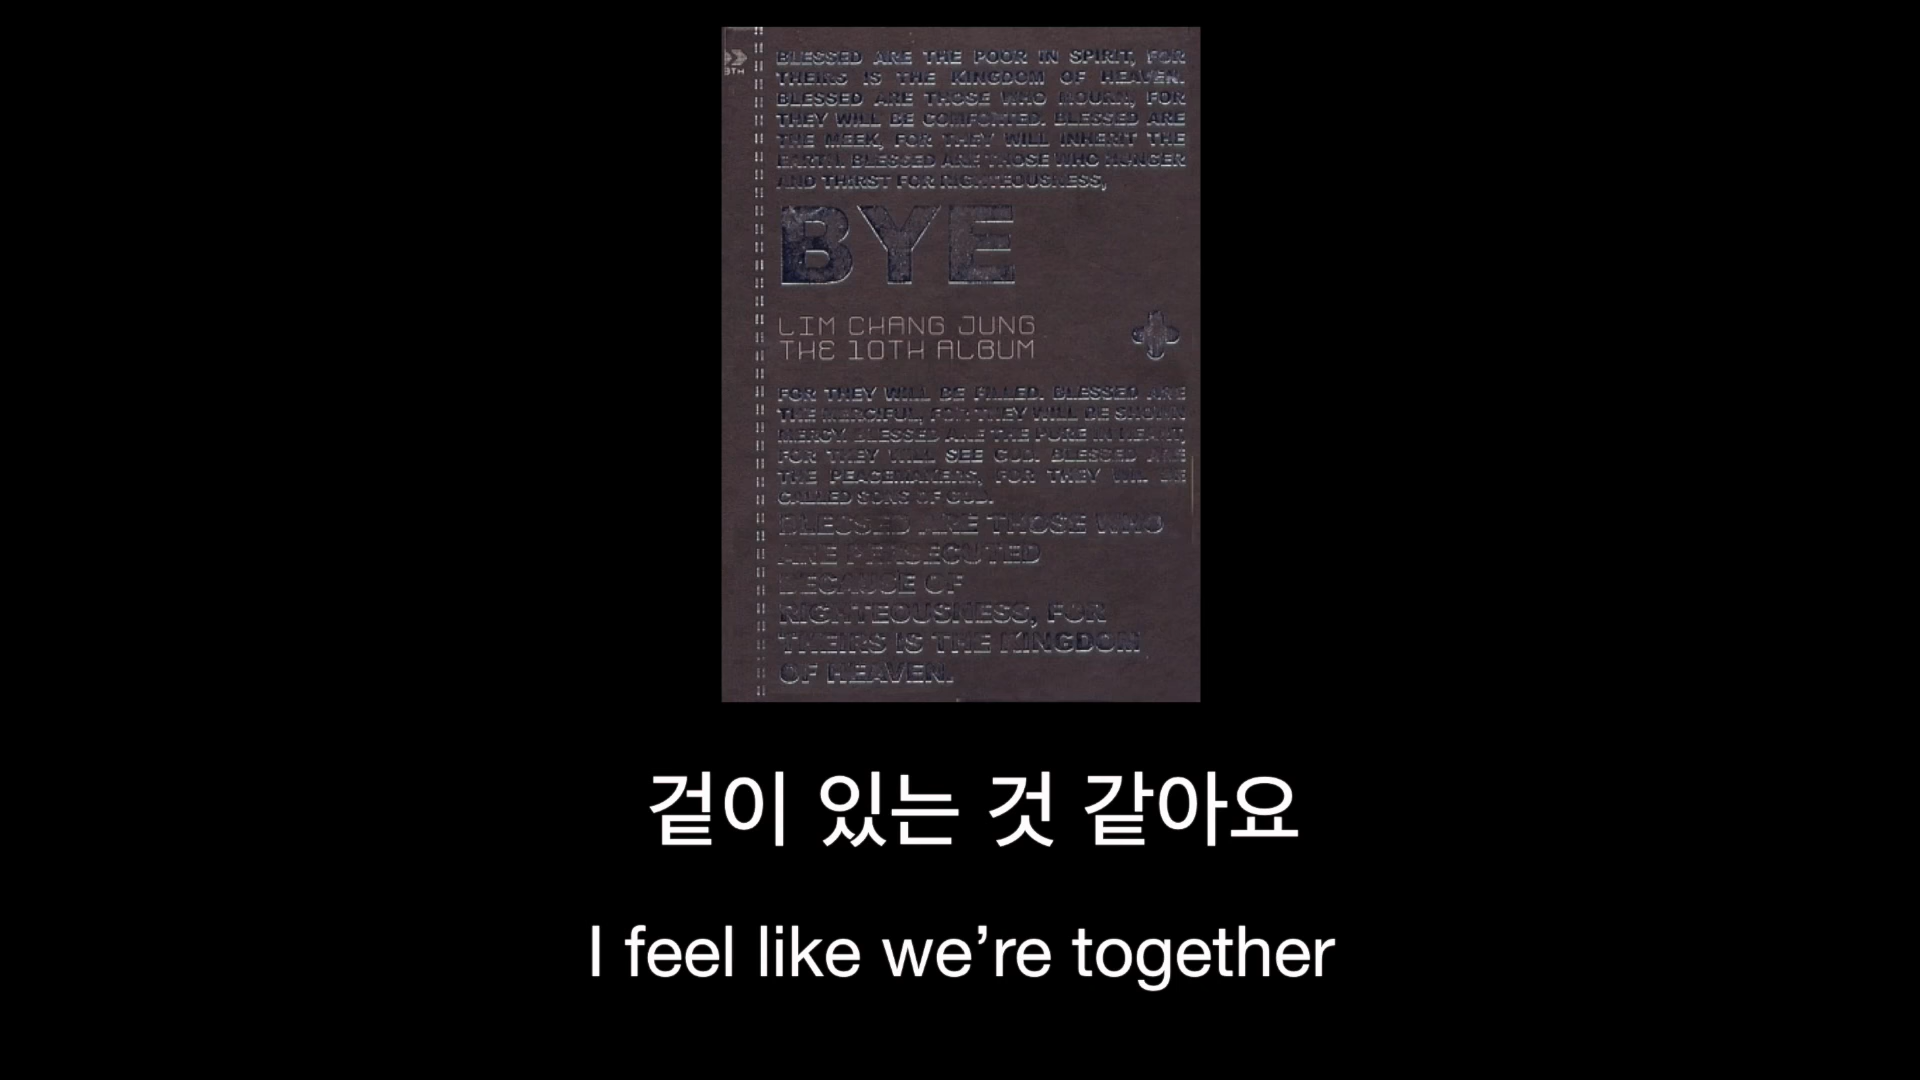 BTH
BLESSED ARE THE POOR IN SPIRIT, FOR
THEIRS IS THE KINGDOM OF HEAVEN.
BLESSED ARE THOSE WHO MOURN, FOR
THEY WILL BE COMFORTED. BLESSED ARE
THE MEEK, FOR THEY WILL INHERIT THE
EARTH. BLESSED ARE THOSE WHO HUNGER
AND THIRST FOR RIGHTEOUSNESS,
BYE
LIM CHANG JUNG
THE 10TH ALBUM
FOR THEY WILL BE FILLED. BLESSED ARE
THE MERCIFUL, FOR THEY WILL BE SHOWN
MERCY. BLESSED ARE THE PURE IN HEART,
FOR THEY WILL SEE GOD. BLESSED ARE
THE PEACEMAKERS, FOR THEY WILL BE
CALLED SONS OF GOD.
BLESSED ARE THOSE WHO
ARE PERSECUTED
BECAUSE OF
RIGHTEOUSNESS, FOR
THEIRS IS THE KINGDOM
OF HEAVEN.
겉이 있는 것 같아요
I feel like we’re together